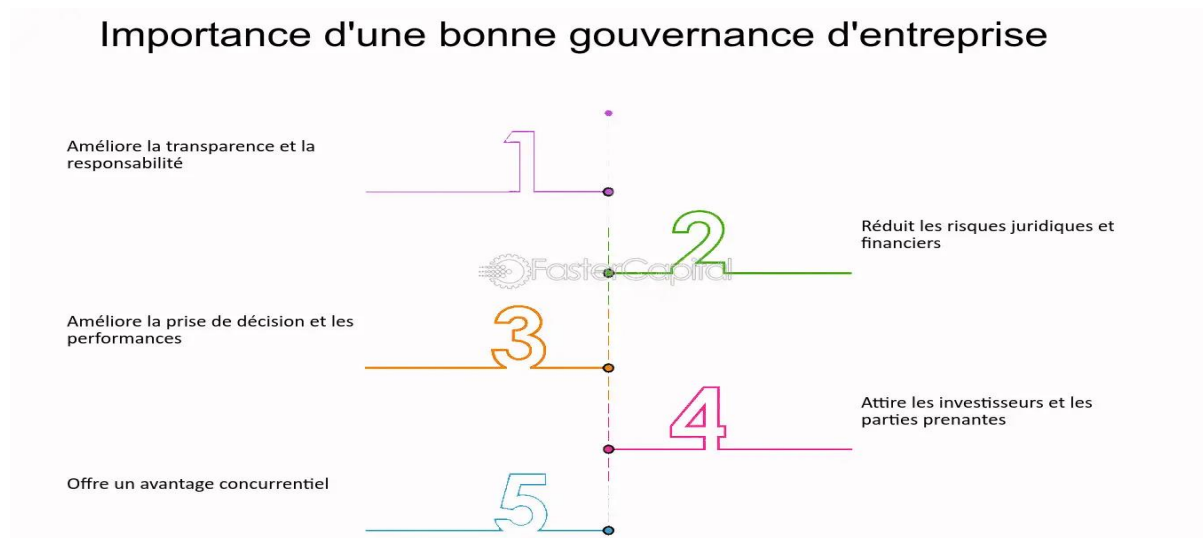 Importance d'une bonne gouvernance d'entreprise
1
Améliore la transparence et la
responsabilité
2
Réduit les risques juridiques et
financiers
FasterCapital
3
Améliore la prise de décision et les
performances
4
Attire les investisseurs et les
parties prenantes
5
Offre un avantage concurrentiel